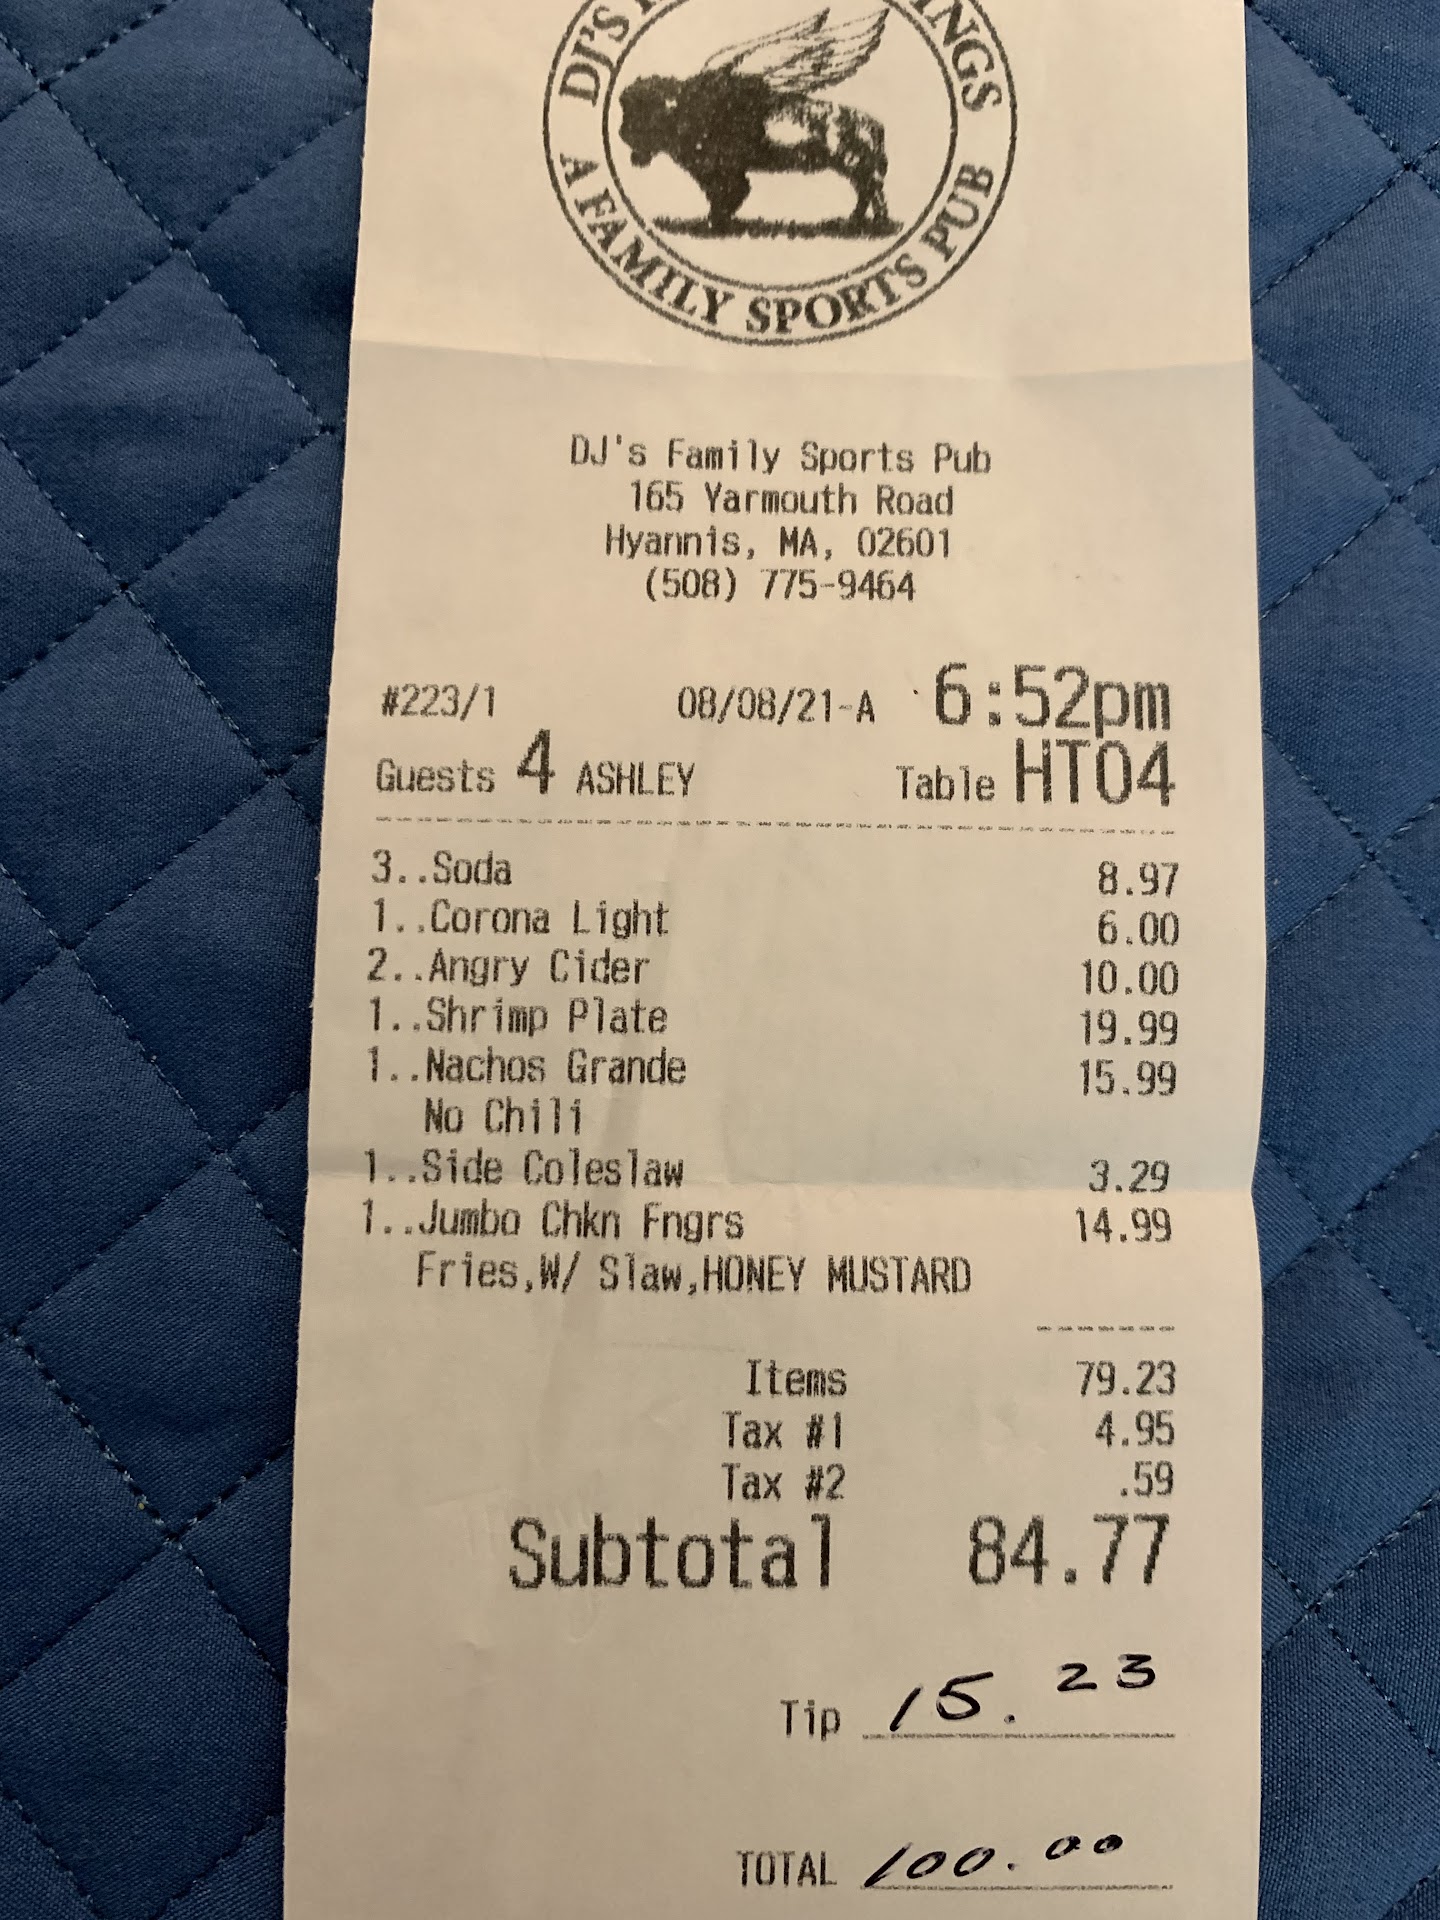 DJ'S
INGS
A FAMILY SPORTS PUB
DJ's Family Sports Pub
165 Yarmouth Road
Hyannis, MA, 02601
(508) 775-9464
#223/1 08/08/21-A 6:52pm
Guests 4 ASHLEY Table HT04
3..Soda 8.97
1..Corona Light 6.00
2..Angry Cider 10.00
1..Shrimp Plate 19.99
1..Nachos Grande 15.99
No Chili
1..Side Coleslaw 3.29
1..Jumbo Chkn Fngrs 14.99
Fries,W/ Slaw,HONEY MUSTARD
Items 79.23
Tax #1 4.95
Tax #2 .59
Subtotal 84.77
Tip 15.23
TOTAL 100.00